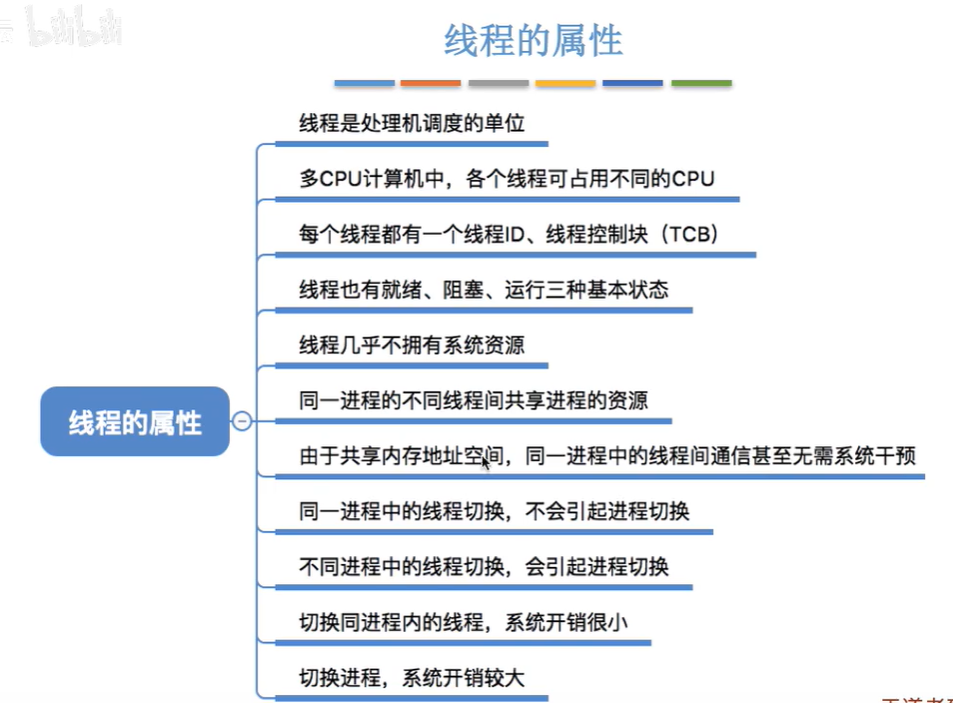 bilibili
线程的属性
线程是处理机调度的单位
多CPU计算机中，各个线程可占用不同的CPU
每个线程都有一个线程ID、线程控制块（TCB）
线程也有就绪、阻塞、运行三种基本状态
线程几乎不拥有系统资源
线程的属性
同一进程的不同线程间共享进程的资源
由于共享内存地址空间，同一进程中的线程间通信甚至无需系统干预
同一进程中的线程切换，不会引起进程切换
不同进程中的线程切换，会引起进程切换
切换同进程内的线程，系统开销很小
切换进程，系统开销较大